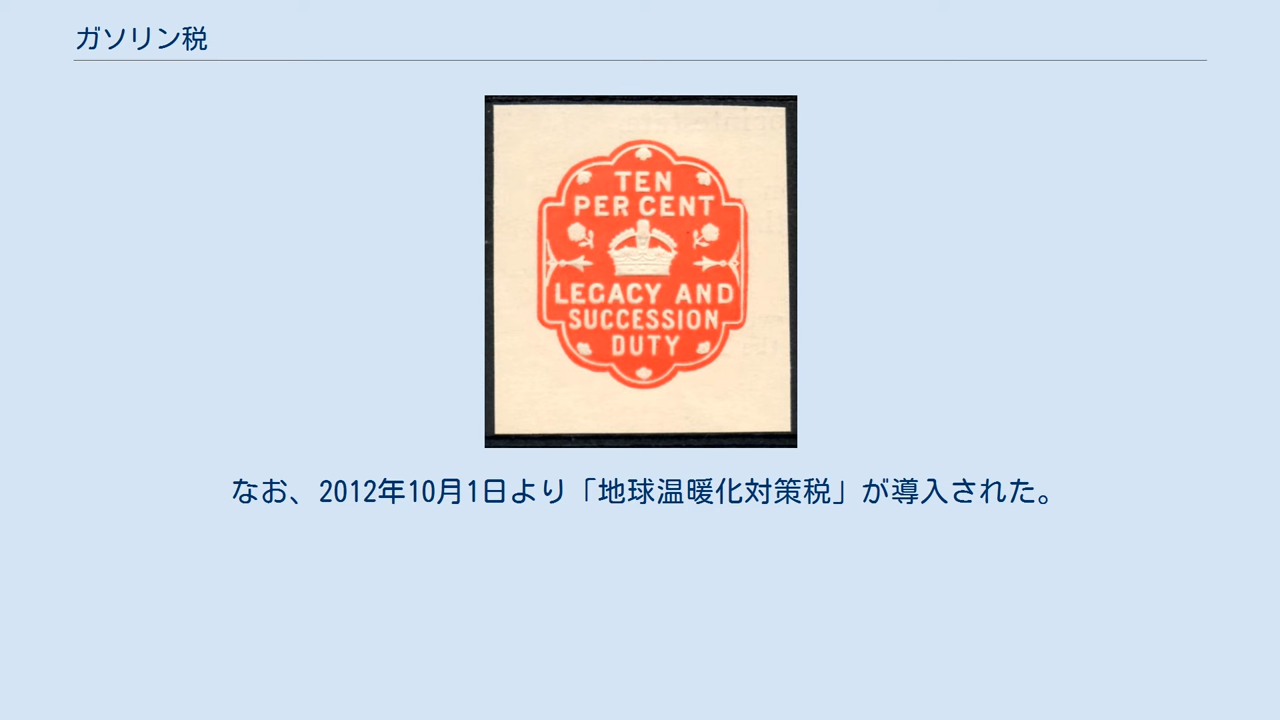 ガソリン税
TEN
PER CENT
LEGACY AND
SUCCESSION
DUTY
なお、2012年10月1日より「地球温暖化対策税」が導入された。